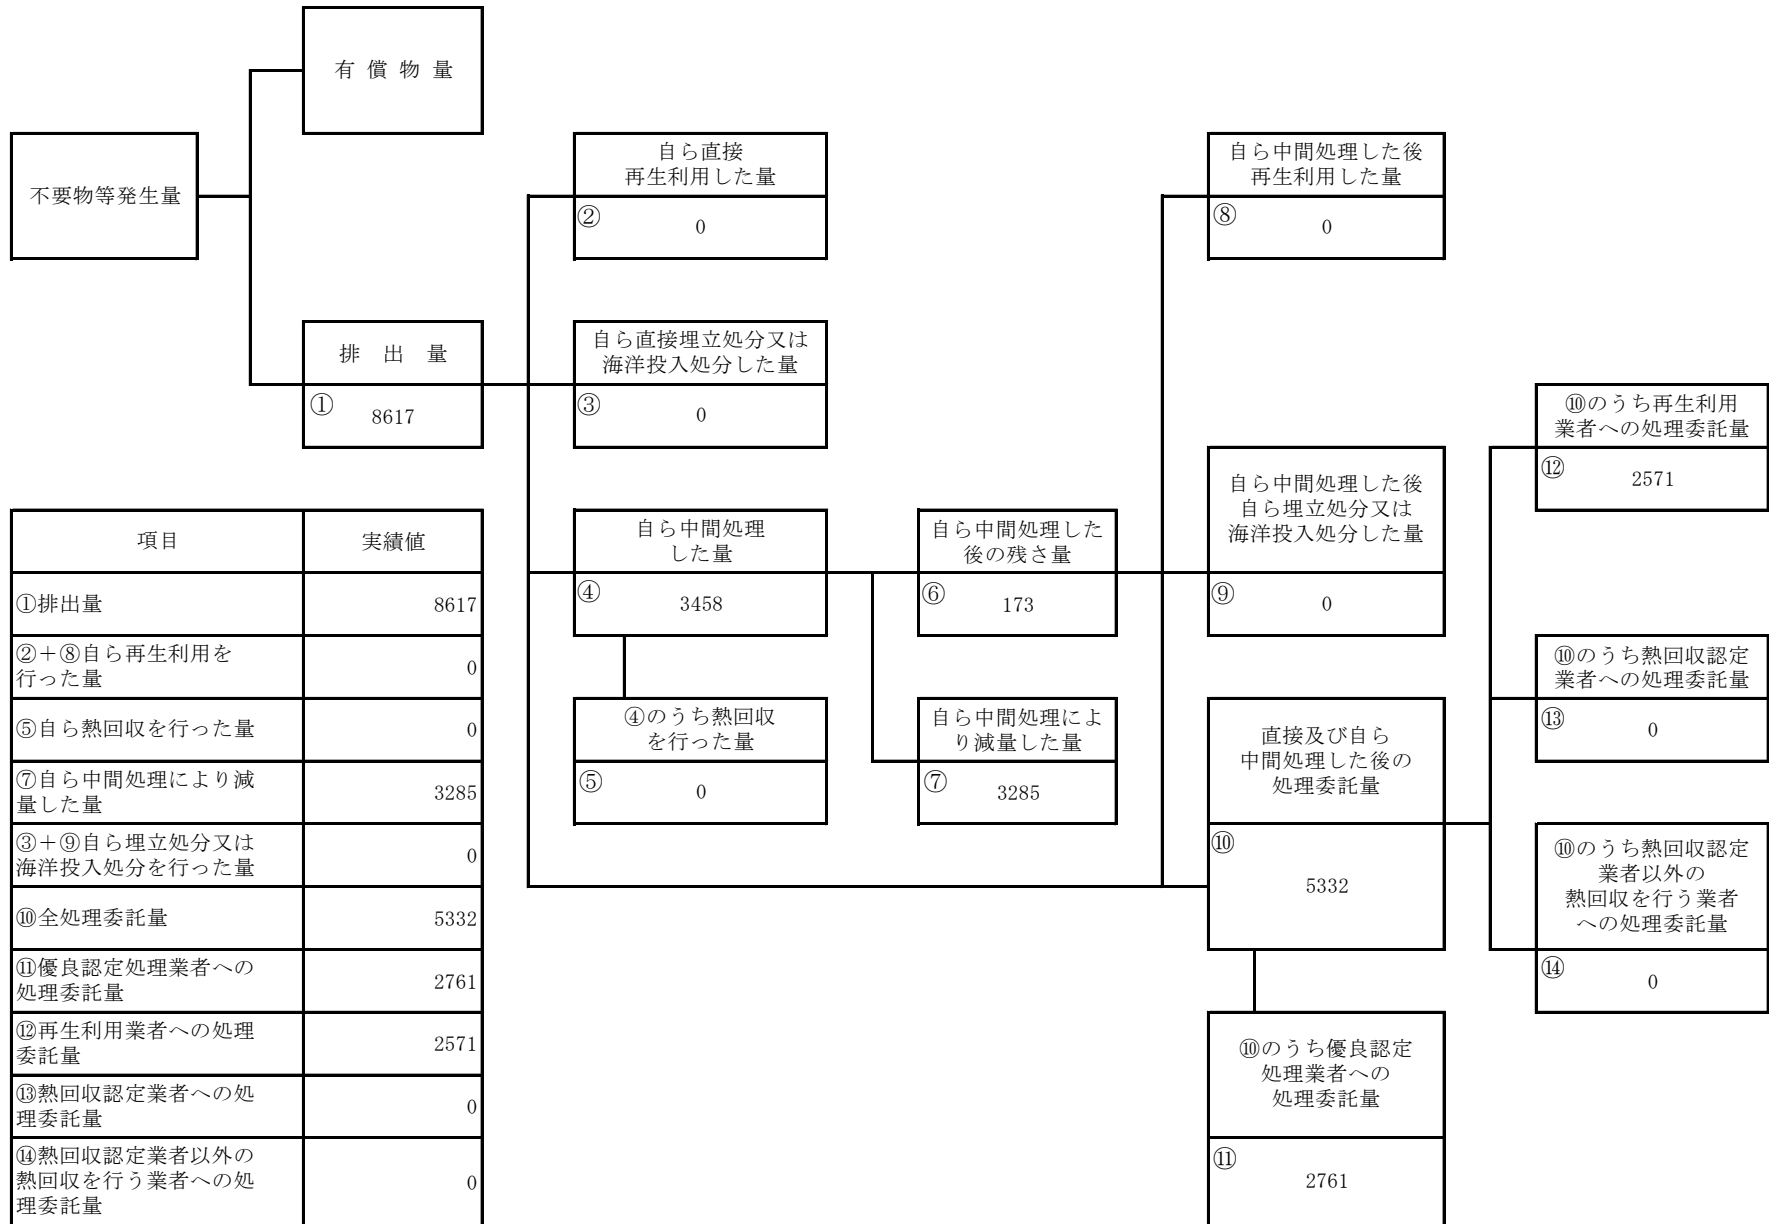 有 償 物 量
不要物等発生量
自ら直接
再生利用した量
②
0
自ら中間処理した後
再生利用した量
⑧
0
排 出 量
①
8617
自ら直接埋立処分又は
海洋投入処分した量
③
0
⑩のうち再生利用
業者への処理委託量
⑫
2571
自ら中間処理
した量
④
3458
自ら中間処理した
後の残さ量
⑥
173
自ら中間処理した後
自ら埋立処分又は
海洋投入処分した量
⑨
0
⑩のうち熱回収認定
業者への処理委託量
⑬
0
④のうち熱回収
を行った量
⑤
0
自ら中間処理によ
り減量した量
⑦
3285
直接及び自ら
中間処理した後の
処理委託量
⑩
5332
⑩のうち熱回収認定
業者以外の
熱回収を行う業者
への処理委託量
⑭
0
⑩のうち優良認定
処理業者への
処理委託量
⑪
2761
項目 実績値
①排出量 8617
②+⑧自ら再生利用を
行った量 0
⑤自ら熱回収を行った量 0
⑦自ら中間処理により減
量した量 3285
③+⑨自ら埋立処分又は
海洋投入処分を行った量 0
⑩全処理委託量 5332
⑪優良認定処理業者への
処理委託量 2761
⑫再生利用業者への処理
委託量 2571
⑬熱回収認定業者への処
理委託量 0
⑭熱回収認定業者以外の
熱回収を行う業者への処
理委託量 0